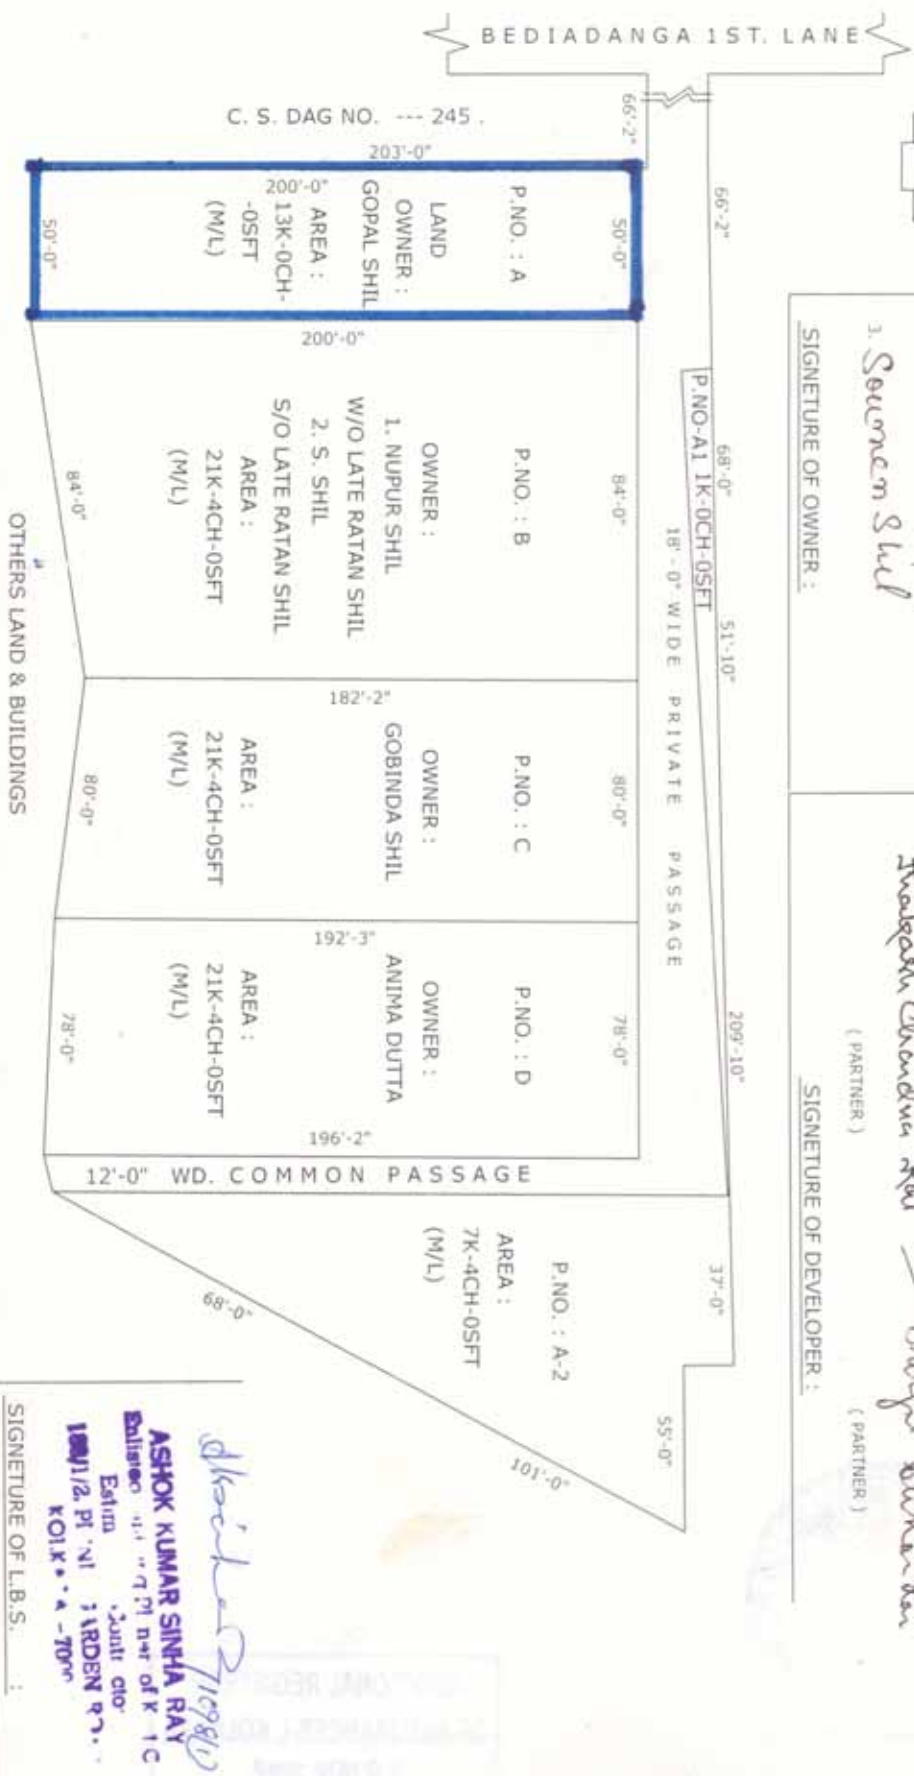 BEDIADANGA 1ST. LANE
C. S. DAG NO. --- 245 .
66'-2"
66'-2"
203'-0"
200'-0"
50'-0"
P.NO. : A
LAND
OWNER :
GOPAL SHIL
AREA :
13K-0CH-
-0SFT
(M/L)
50'-0"
200'-0"
P.NO-A1 1K-0CH-0SFT
68'-0"
51'-10"
209'-10"
18'-0" WIDE PRIVATE PASSAGE
84'-0"
P.NO. : B
OWNER :
1. NUPUR SHIL
W/O LATE RATAN SHIL
2. S. SHIL
S/O LATE RATAN SHIL
AREA :
21K-4CH-0SFT
(M/L)
84'-0"
182'-2"
80'-0"
P.NO. : C
OWNER :
GOBINDA SHIL
AREA :
21K-4CH-0SFT
(M/L)
80'-0"
192'-3"
78'-0"
P.NO. : D
OWNER :
ANIMA DUTTA
AREA :
21K-4CH-0SFT
(M/L)
78'-0"
196'-2"
12'-0" WD. COMMON PASSAGE
37'-0"
P.NO. : A-2
AREA :
7K-4CH-0SFT
(M/L)
55'-0"
68'-0"
101'-0"
OTHERS LAND & BUILDINGS
3. Soumen Shil
SIGNETURE OF OWNER :
( PARTNER )
( PARTNER )
SIGNETURE OF DEVELOPER :
ASHOK KUMAR SINHA RAY
SIGNETURE OF L.B.S. :